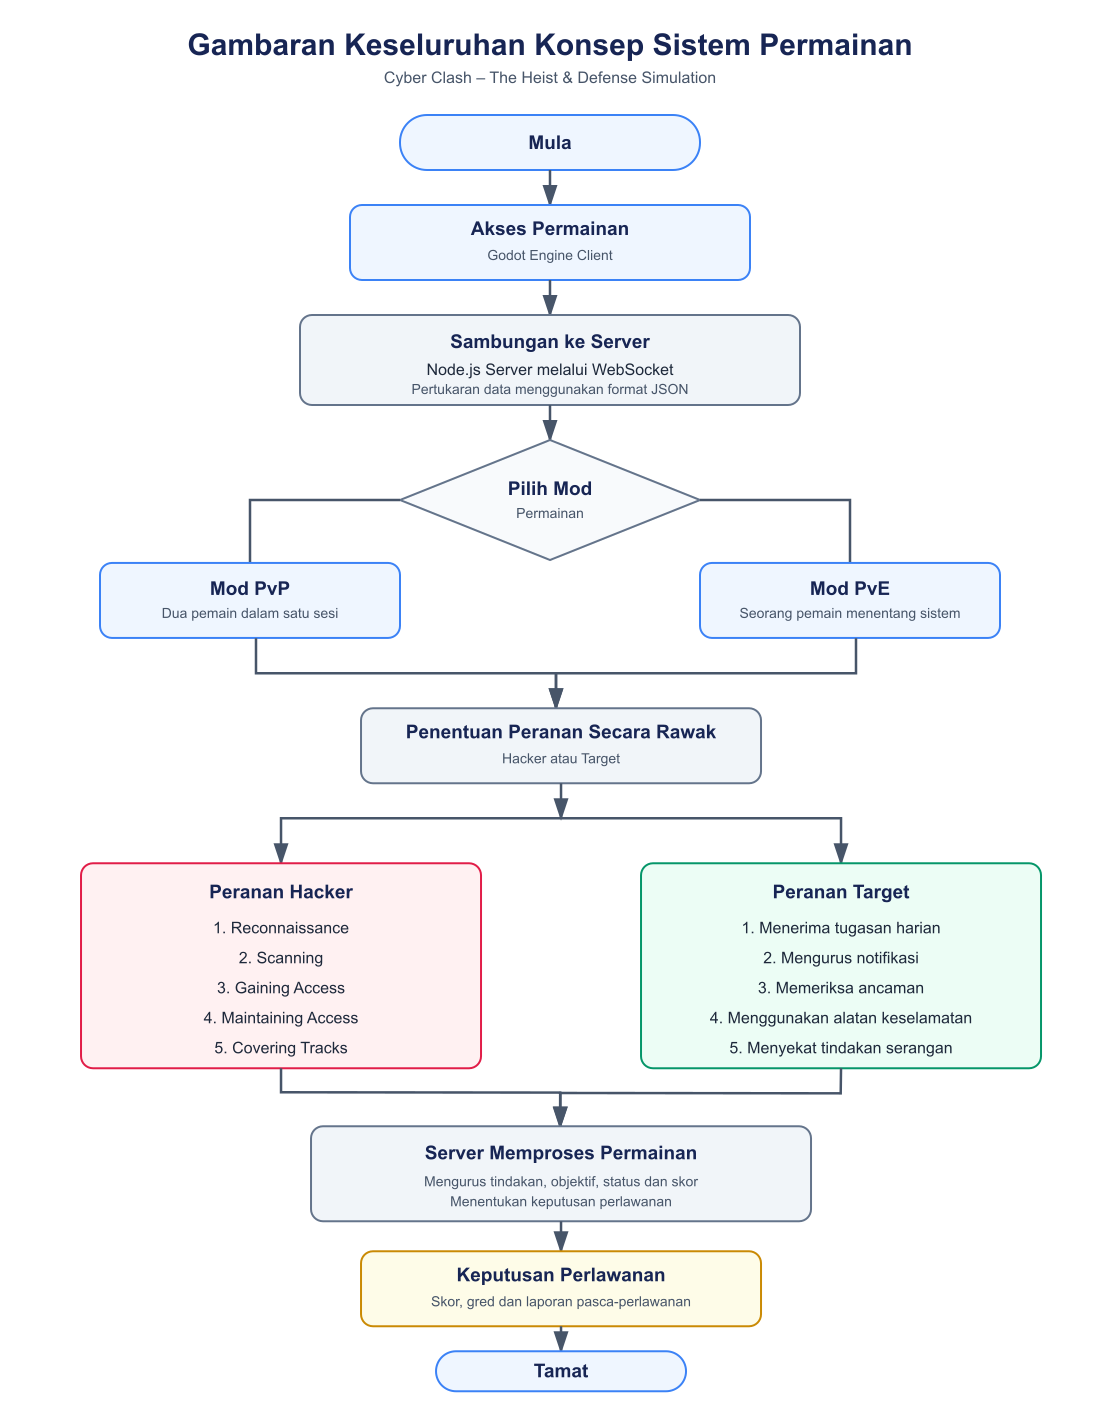 Gambaran Keseluruhan Konsep Sistem Permainan
Cyber Clash – The Heist & Defense Simulation
Mula
Akses Permainan
Godot Engine Client
Sambungan ke Server
Node.js Server melalui WebSocket
Pertukaran data menggunakan format JSON
Pilih Mod
Permainan
Mod PvP
Dua pemain dalam satu sesi
Mod PvE
Seorang pemain menentang sistem
Penentuan Peranan Secara Rawak
Hacker atau Target
Peranan Hacker
1. Reconnaissance
2. Scanning
3. Gaining Access
4. Maintaining Access
5. Covering Tracks
Peranan Target
1. Menerima tugasan harian
2. Mengurus notifikasi
3. Memeriksa ancaman
4. Menggunakan alatan keselamatan
5. Menyekat tindakan serangan
Server Memproses Permainan
Mengurus tindakan, objektif, status dan skor
Menentukan keputusan perlawanan
Keputusan Perlawanan
Skor, gred dan laporan pasca-perlawanan
Tamat